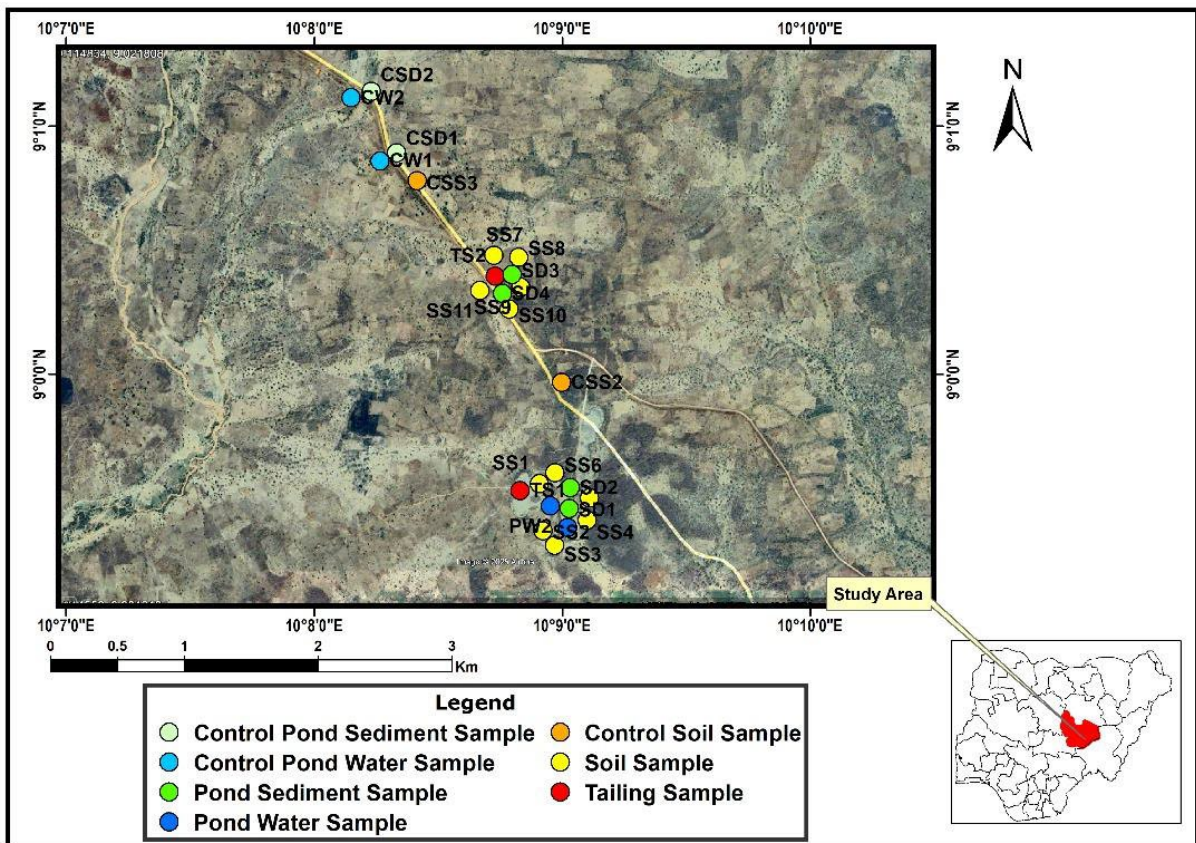 10°7'0"E
10°8'0"E
10°9'0"E
10°10'0"E
N
9°1'0"N
9°1'0"N
CSD2
CW2
CSD1
CW1
CSS3
SS7
SS8
TS2
SD3
SD4
SS11
SS9
SS10
9°0'0"N
9°0'0"N
CSS2
SS1
SS6
TS1
SD2
SD1
PW2
SS2
SS4
SS3
10°7'0"E
10°8'0"E
10°9'0"E
10°10'0"E
Study Area
0
0.5
1
2
3
Km
Legend
Control Pond Sediment Sample
Control Pond Water Sample
Pond Sediment Sample
Pond Water Sample
Control Soil Sample
Soil Sample
Tailing Sample